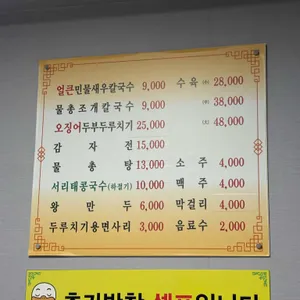 얼큰민물새우칼국수 9,000 수육 (小) 28,000
물총조개칼국수 9,000 (中) 38,000
오징어두부두루치기 25,000 (大) 48,000
감자전 15,000
물총탕 13,000 소주 4,000
서리태콩국수(하절기) 10,000 맥주 4,000
왕만두 6,000 막걸리 4,000
두루치기용면사리 3,000 음료수 2,000